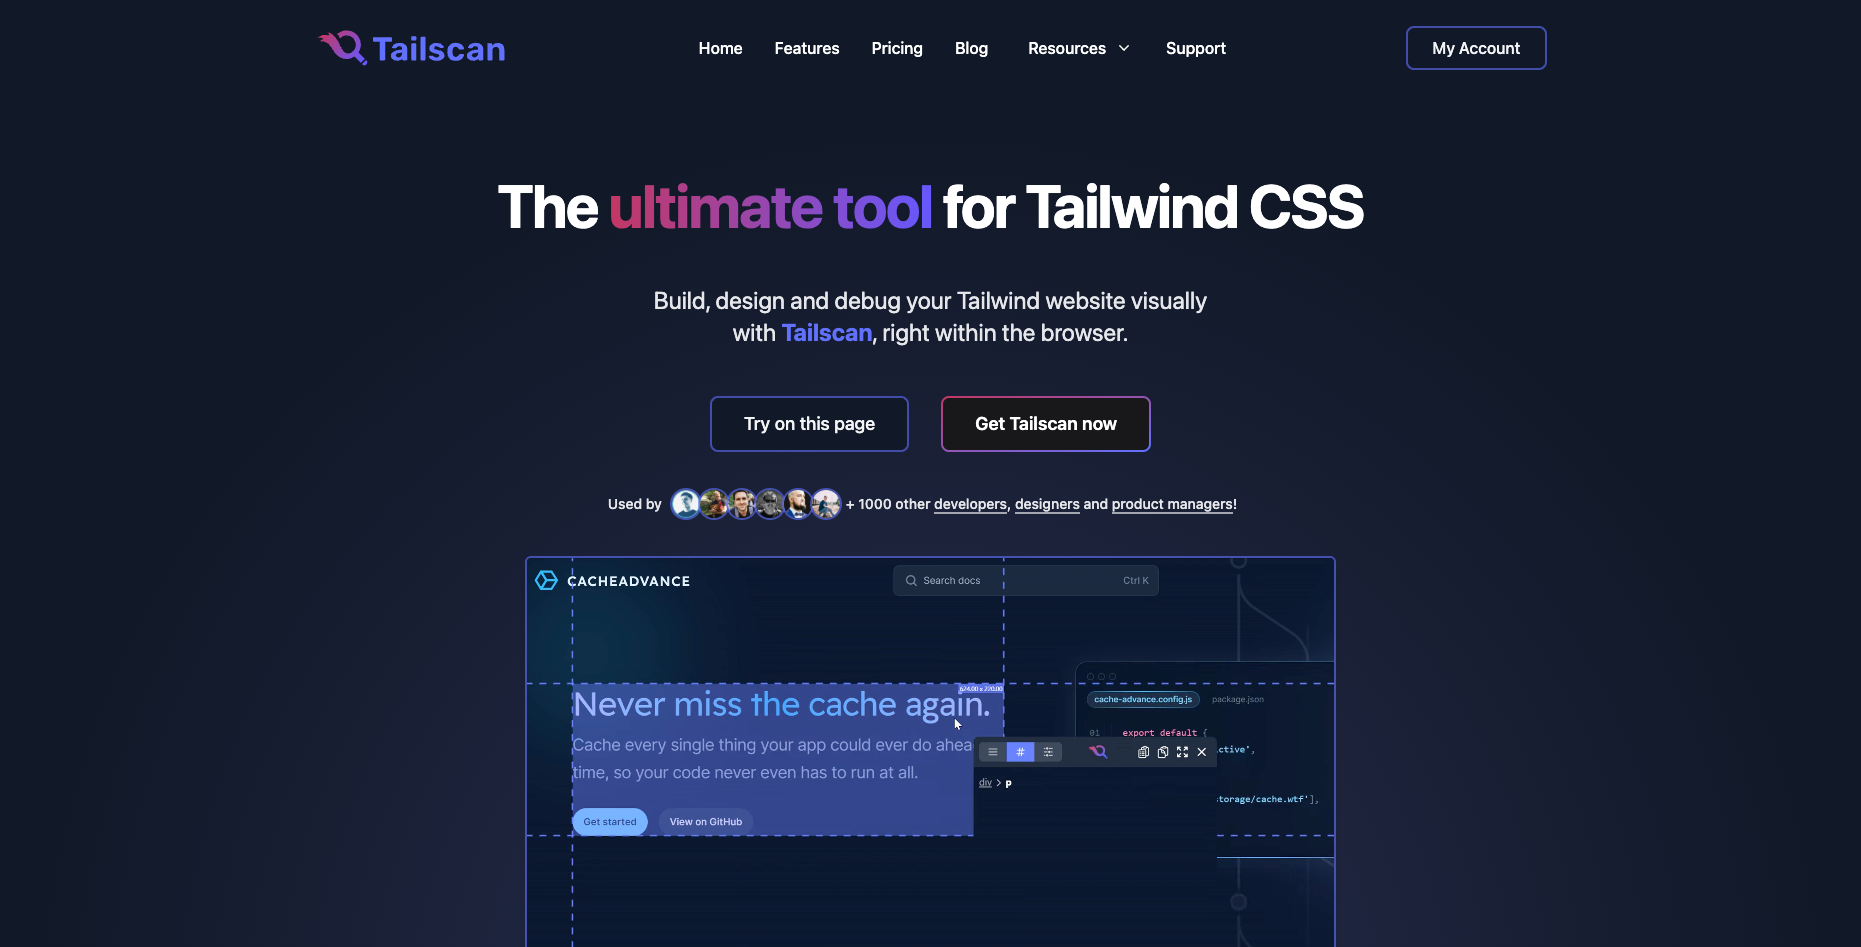 Tailscan
Home Features Pricing Blog Resources Support
My Account
The ultimate tool for Tailwind CSS
Build, design and debug your Tailwind website visually
with Tailscan, right within the browser.
Try on this page
Get Tailscan now
Used by + 1000 other developers, designers and product managers!
CACHEADVANCE
Search docs Ctrl K
624.00 x 220.00
Never miss the cache again.
Cache every single thing your app could ever do ahea
time, so your code never even has to run at all.
Get started
View on GitHub
cache-advance.config.js package.json
01 export default {
ctive',
torage/cache.wtf'],
#
div > p